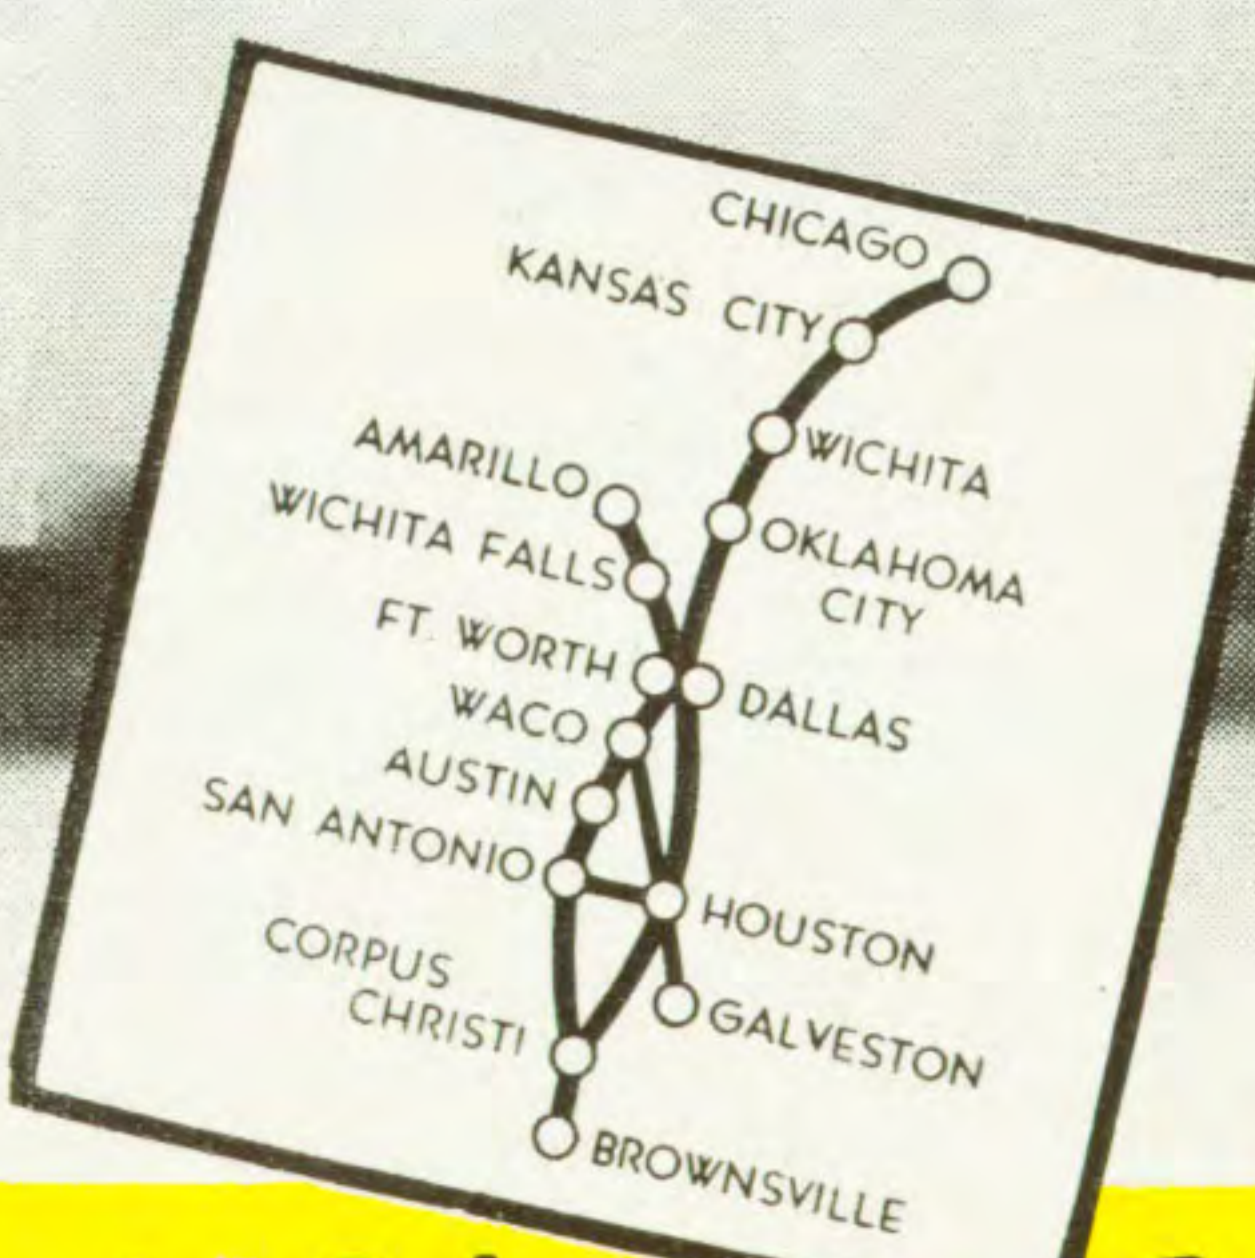 CHICAGO
KANSAS CITY
WICHITA
AMARILLO
OKLAHOMA
CITY
WICHITA FALLS
FT. WORTH
DALLAS
WACO
AUSTIN
SAN ANTONIO
HOUSTON
CORPUS
CHRISTI
GALVESTON
BROWNSVILLE